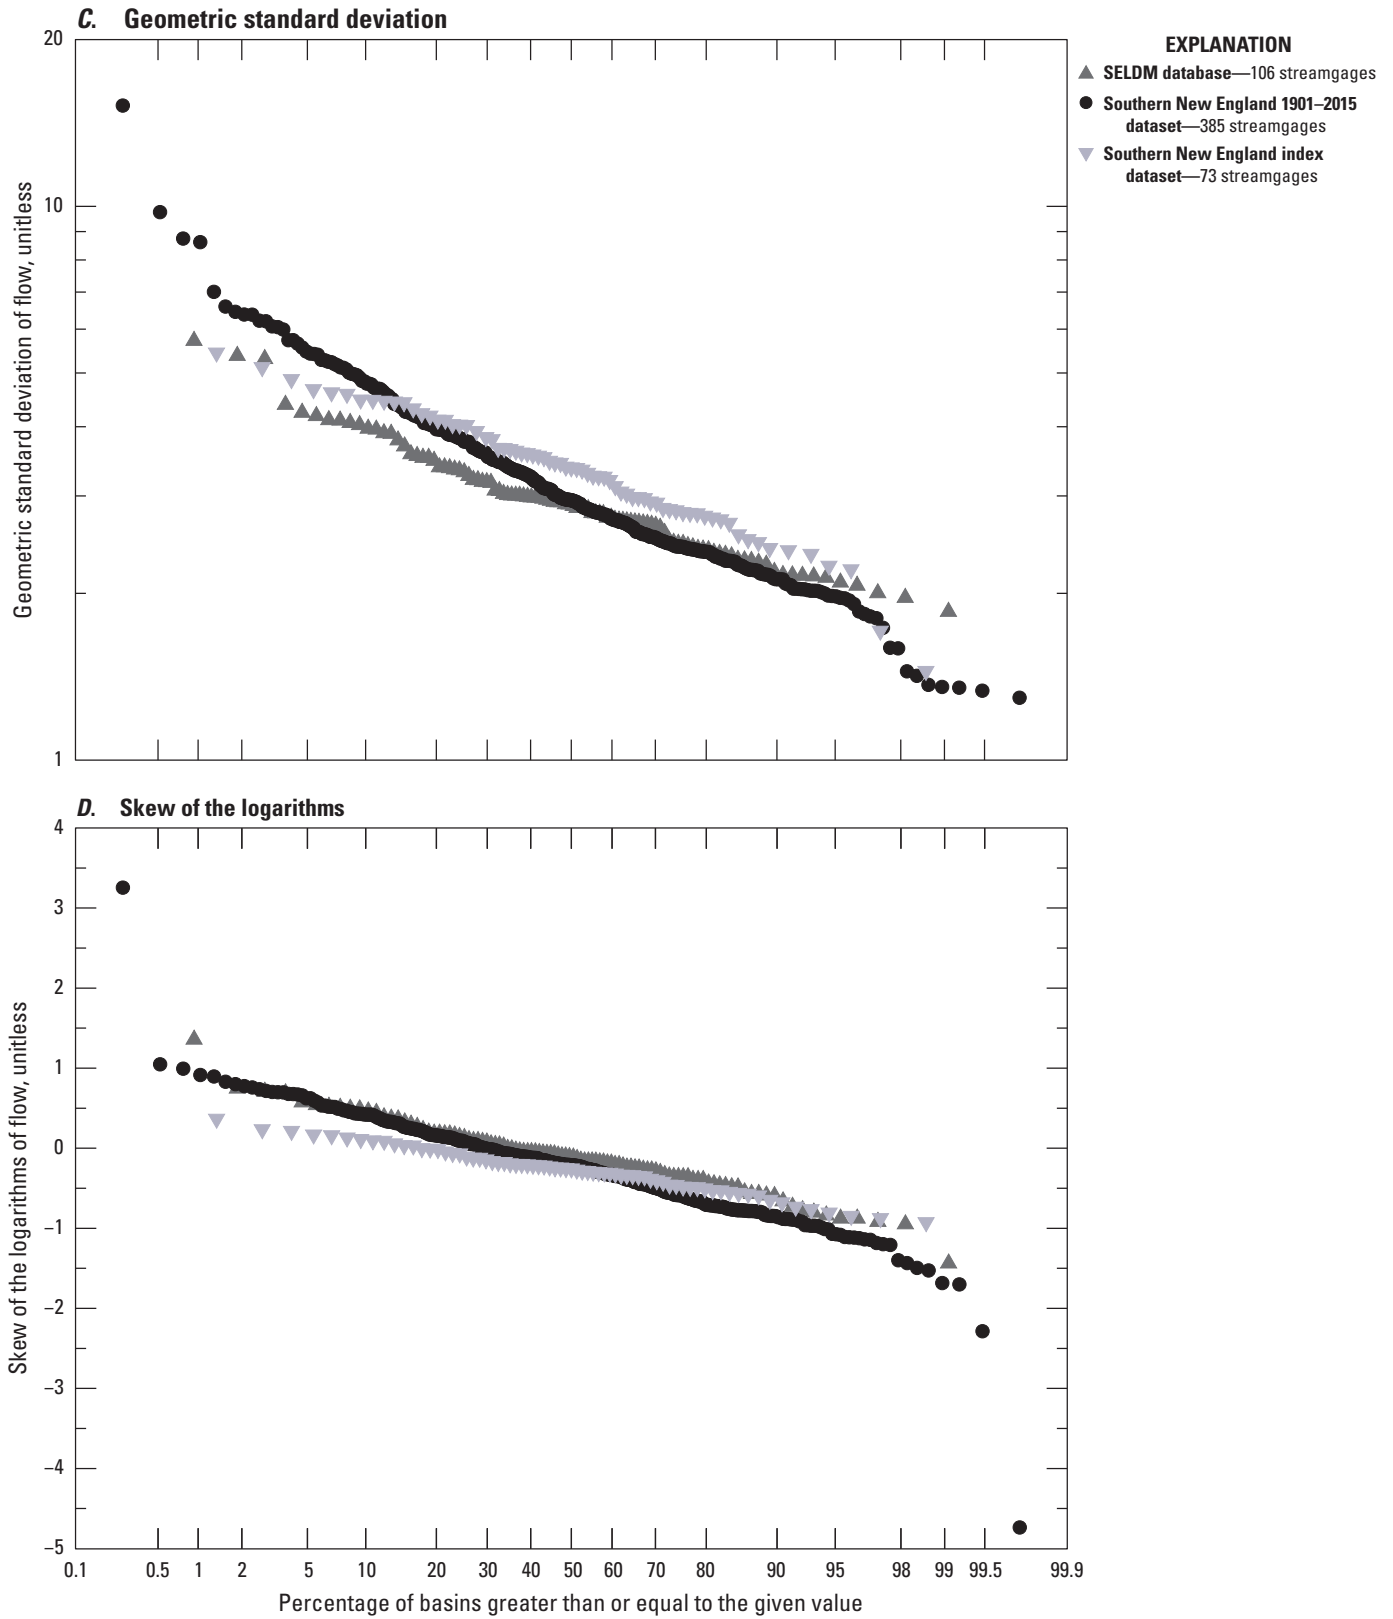 C. Geometric standard deviation
20
10
1
Geometric standard deviation of flow, unitless
EXPLANATION
SELDM database—106 streamgages
Southern New England 1901–2015
dataset—385 streamgages
Southern New England index
dataset—73 streamgages
D. Skew of the logarithms
4
3
2
1
0
–1
–2
–3
–4
–5
Skew of the logarithms of flow, unitless
0.1 0.5 1 2 5 10 20 30 40 50 60 70 80 90 95 98 99 99.5 99.9
Percentage of basins greater than or equal to the given value